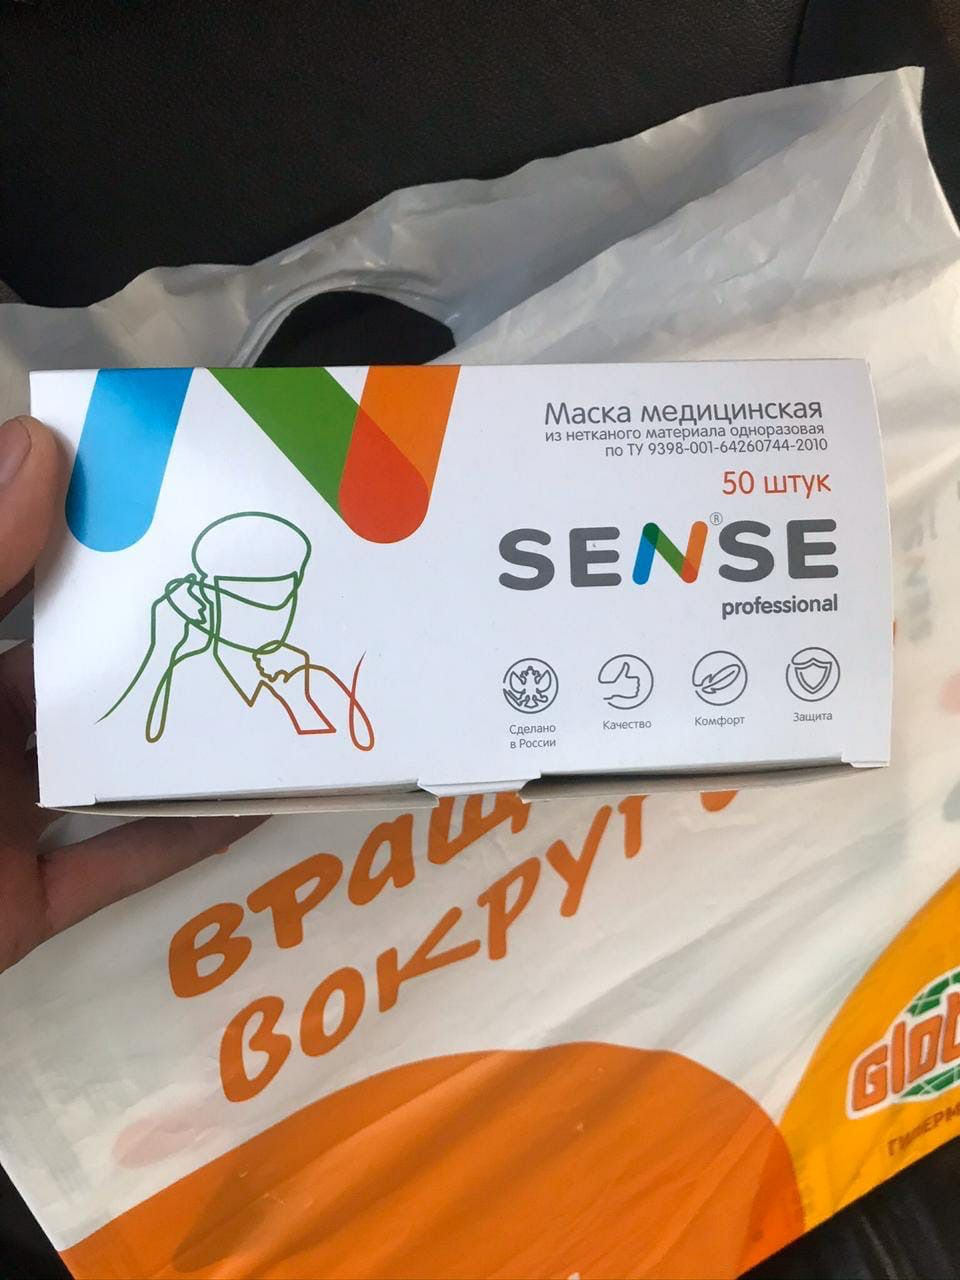 Маска медицинская
из нетканого материала одноразовая
по ТУ 9398-001-64260744-2010
50 штук
SENSE®
professional
Сделано
в России
Качество
Комфорт
Защита
вокруг